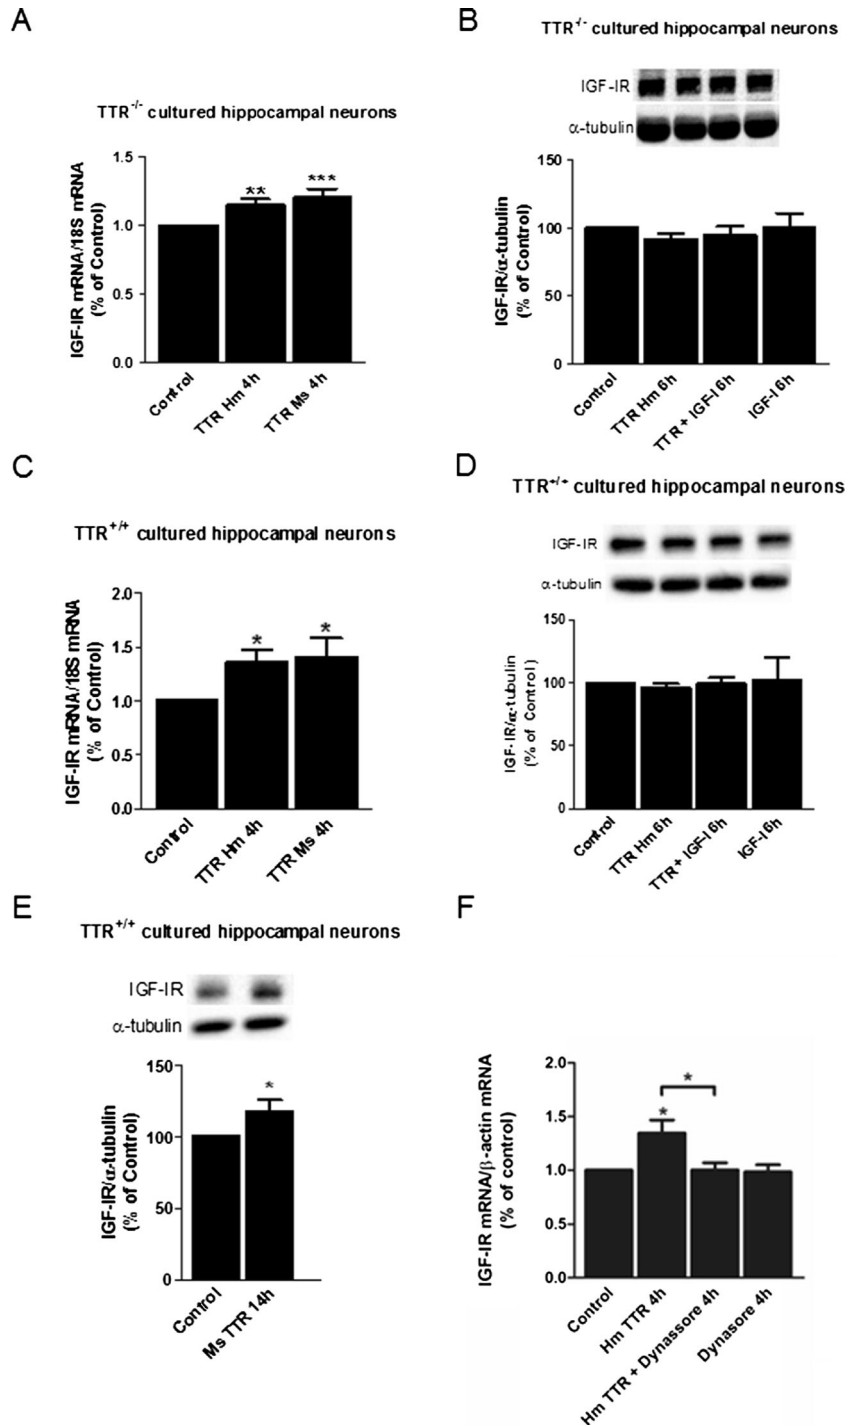 A
TTR-/- cultured hippocampal neurons
IGF-IR mRNA/18S mRNA
(% of Control)
1.5
1.0
0.5
0.0
**
***
Control
TTR Hm 4h
TTR Ms 4h
B
TTR-/- cultured hippocampal neurons
IGF-IR
α-tubulin
IGF-IR/α-tubulin
(% of Control)
150
100
50
0
Control
TTR Hm 6h
TTR + IGF-I 6h
IGF-I 6h
C
TTR+/+ cultured hippocampal neurons
IGF-IR mRNA/18S mRNA
(% of Control)
2.0
1.5
1.0
0.5
0.0
*
*
Control
TTR Hm 4h
TTR Ms 4h
D
TTR+/+ cultured hippocampal neurons
IGF-IR
α-tubulin
IGF-IR/α-tubulin
(% of Control)
150
100
50
0
Control
TTR Hm 6h
TTR + IGF-I 6h
IGF-I 6h
E
TTR+/+ cultured hippocampal neurons
IGF-IR
α-tubulin
IGF-IR/α-tubulin
(% of Control)
150
100
50
0
*
Control
Ms TTR 14h
F
IGF-IR mRNA/β-actin mRNA
(% of control)
2.0
1.5
1.0
0.5
0.0
*
*
Control
Hm TTR 4h
Hm TTR + Dynassore 4h
Dynasore 4h